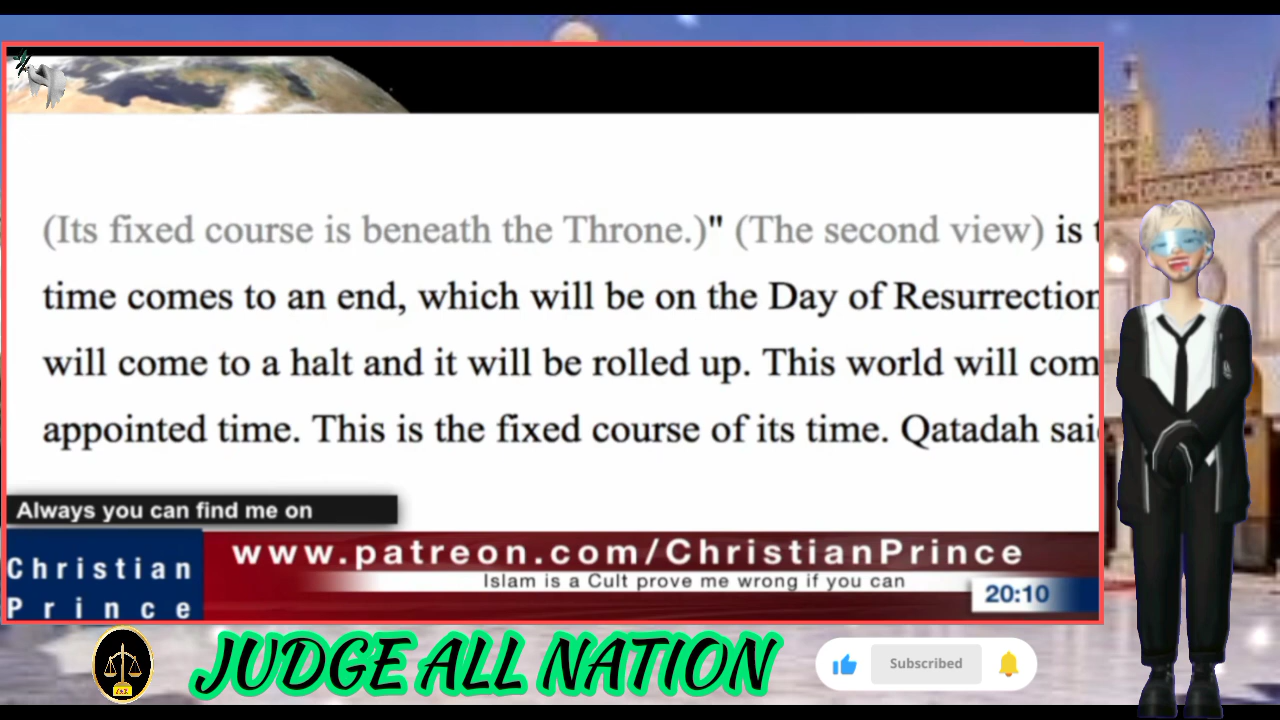 (Its fixed course is beneath the Throne.)" (The second view) is
time comes to an end, which will be on the Day of Resurrection
will come to a halt and it will be rolled up. This world will com
appointed time. This is the fixed course of its time. Qatadah sai
Always you can find me on
www.patreon.com/ChristianPrince
Christian
Prince
Islam is a Cult prove me wrong if you can
20:10
JUDGE ALL NATION
Subscribed